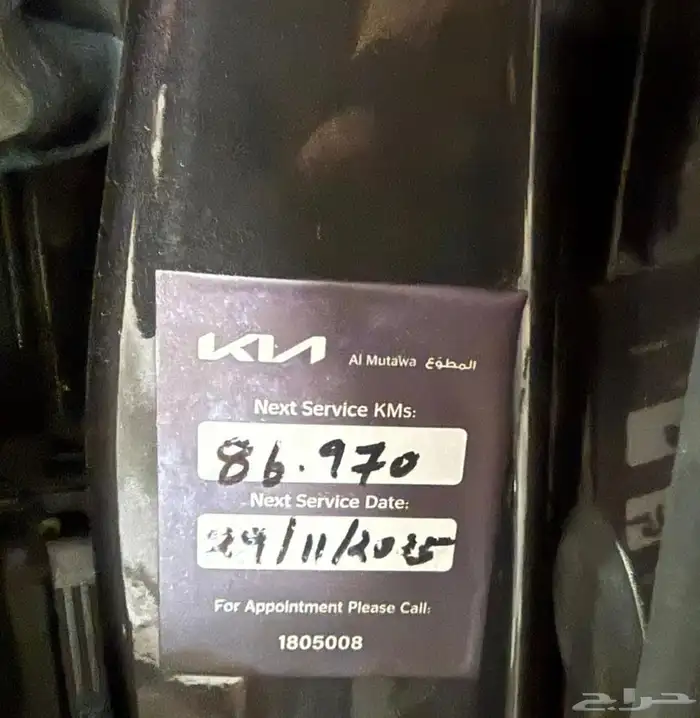 KIA Al Mutawa المطوع
Next Service KMs:
86.970
Next Service Date:
29/11/2025
For Appointment Please Call:
1805008
حراج